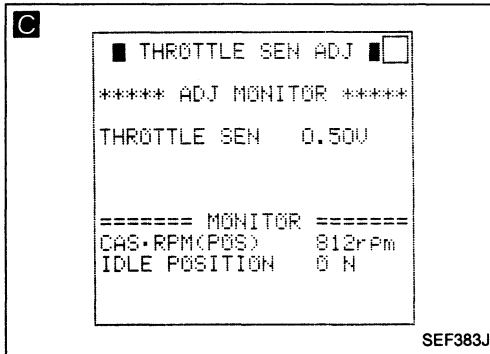 C
■ THROTTLE SEN ADJ ■
***** ADJ MONITOR *****
THROTTLE SEN 0.50V
======= MONITOR =======
CAS•RPM(POS) 812rpm
IDLE POSITION 0 N
SEF383J